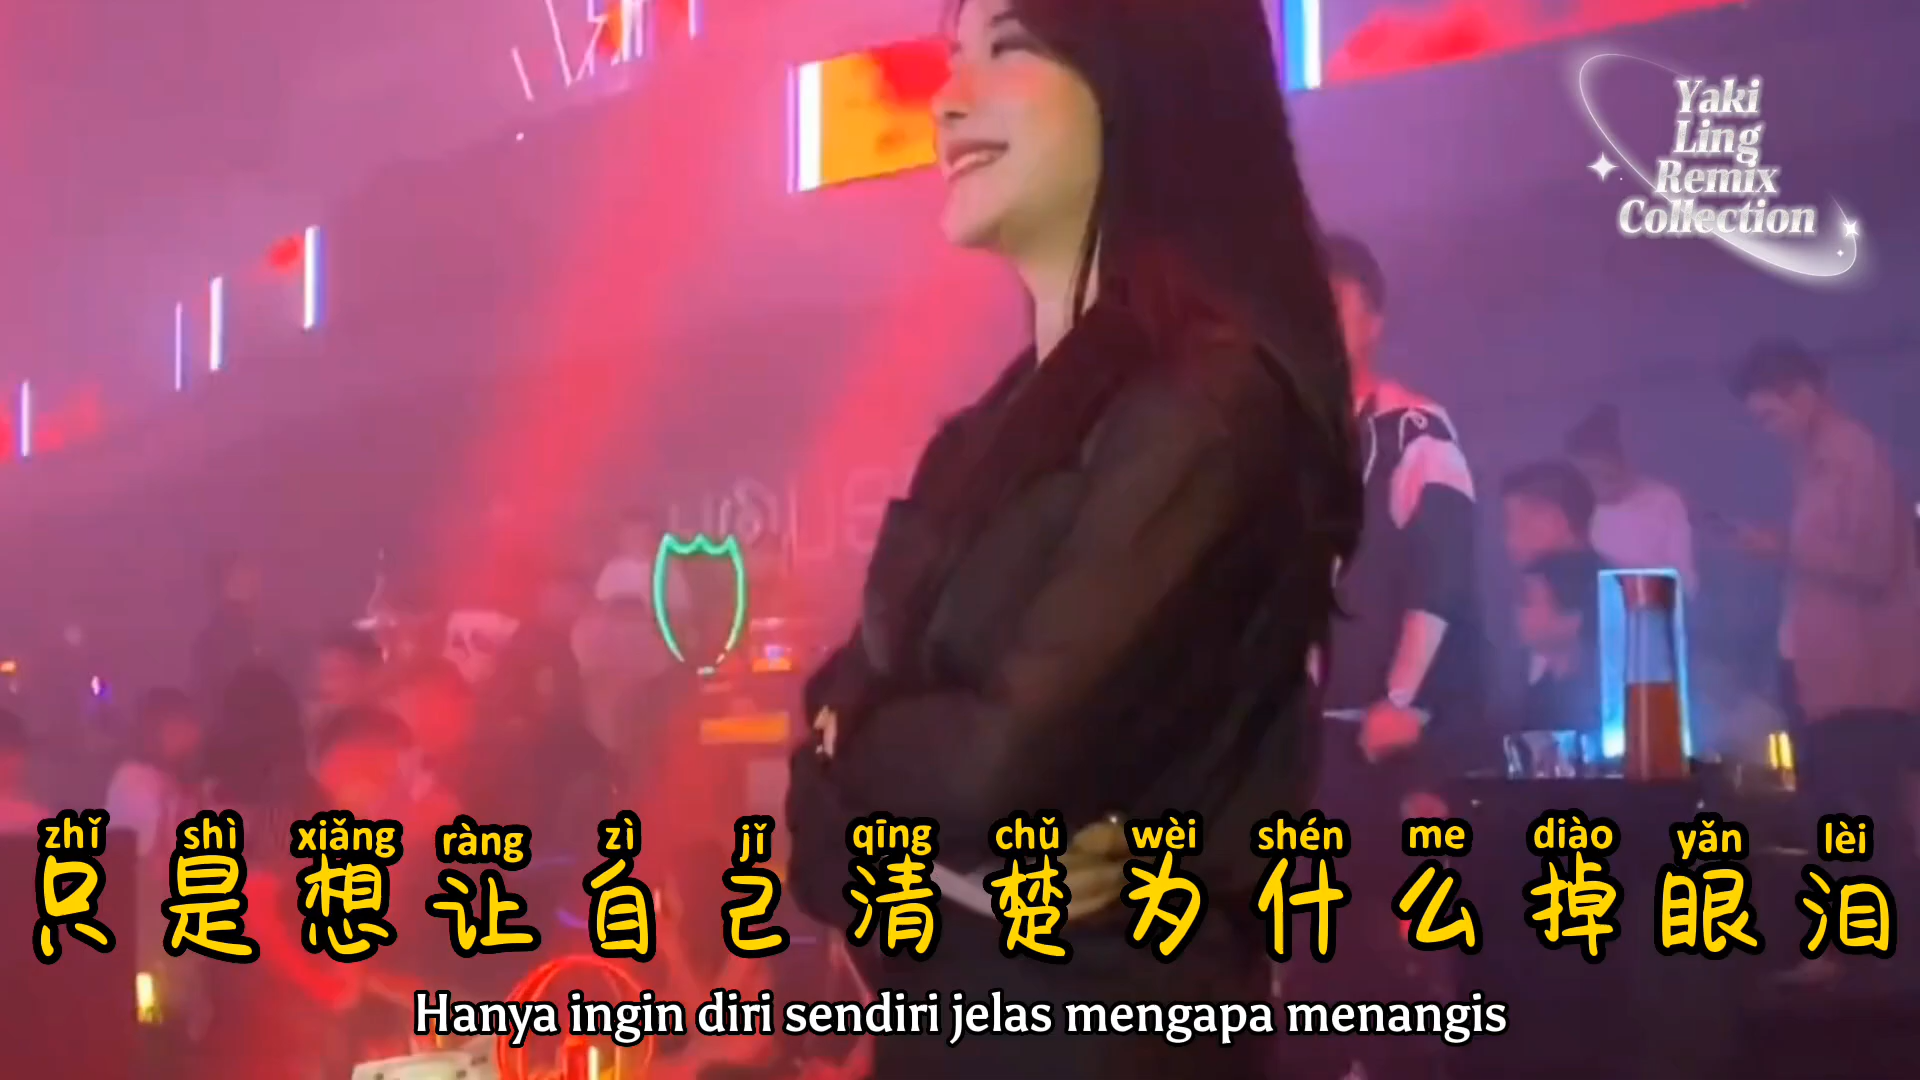 Yaki
Ling
Remix
Collection
zhǐ shì xiǎng ràng zì jǐ qīng chǔ wèi shén me diào yǎn lèi
只是想让自己清楚为什么掉眼泪
Hanya ingin diri sendiri jelas mengapa menangis